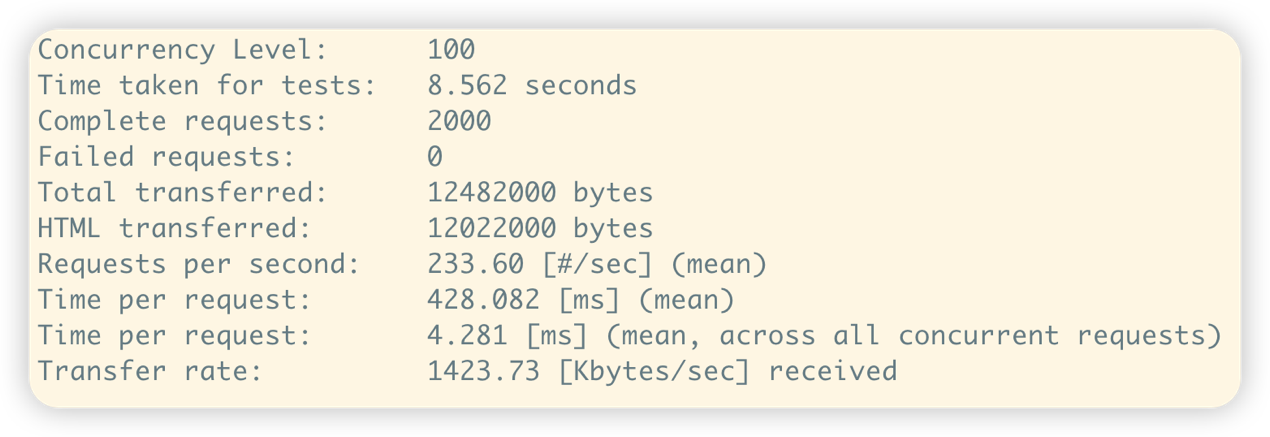 Concurrency Level:      100
Time taken for tests:   8.562 seconds
Complete requests:      2000
Failed requests:        0
Total transferred:      12482000 bytes
HTML transferred:       12022000 bytes
Requests per second:    233.60 [#/sec] (mean)
Time per request:       428.082 [ms] (mean)
Time per request:       4.281 [ms] (mean, across all concurrent requests)
Transfer rate:          1423.73 [Kbytes/sec] received